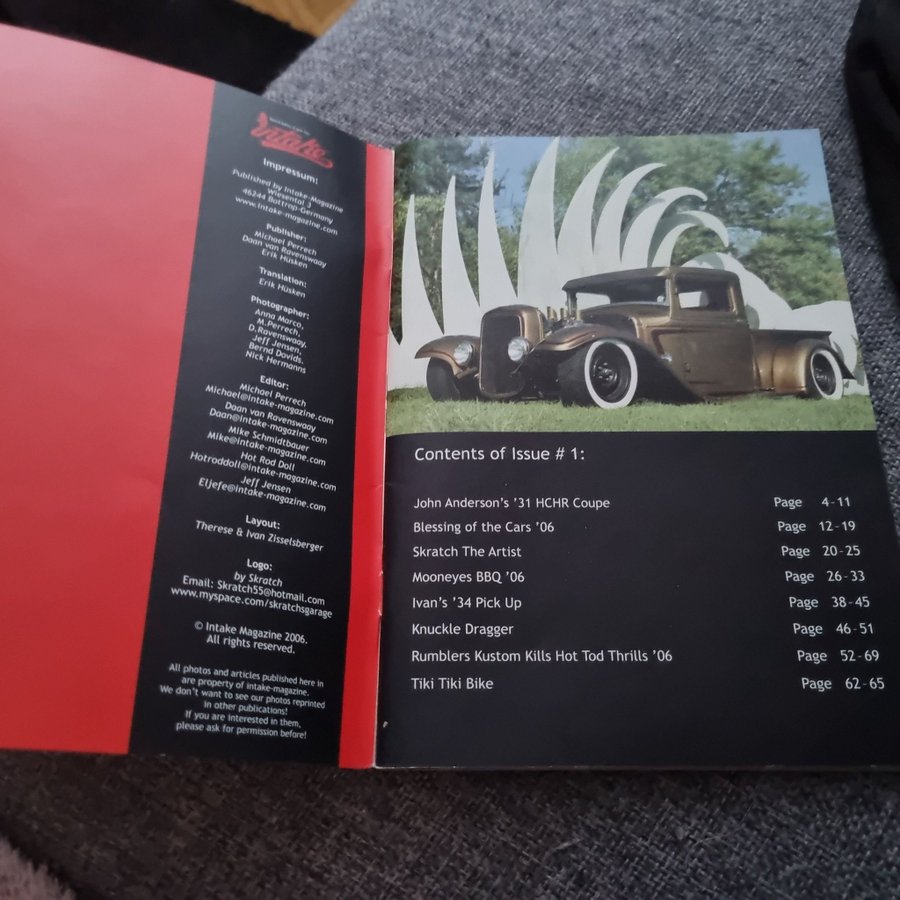 Intake
Impressum:
Published by Intake-Magazine
Wiesental 3
46244 Bottrop-Germany
www.intake-magazine.com
Publisher:
Michael Perrech
Daan van Ravenswaay
Erik Hüsken
Translation:
Erik Hüsken
Photographer:
Anna Marco,
M.Perrech,
D.Ravenswaay,
Jeff Jensen,
Bernd Davids.
Nick Hermanns
Editor:
Michael Perrech
Michael@intake-magazine.com
Daan van Ravenswaay
Daan@intake-magazine.com
Mike Schmidtbauer
Mike@intake-magazine.com
Hot Rod Doll
Hotroddoll@intake-magazine.com
Jeff Jensen
Eljefe@intake-magazine.com
Layout:
Therese & Ivan Zisselsberger
Logo:
by Skratch
Email: Skratch55@hotmail.com
www.myspace.com/skratchsgarage
© Intake Magazine 2006.
All rights reserved.
All photos and articles published here in
are property of intake-magazine.
We don't want to see our photos reprinted
in other publications!
If you are interested in them,
please ask for permission before!
Contents of Issue # 1:
John Anderson's '31 HCHR Coupe Page 4-11
Blessing of the Cars '06 Page 12-19
Skratch The Artist Page 20-25
Mooneyes BBQ '06 Page 26-33
Ivan's '34 Pick Up Page 38-45
Knuckle Dragger Page 46-51
Rumblers Kustom Kills Hot Tod Thrills '06 Page 52-69
Tiki Tiki Bike Page 62-65